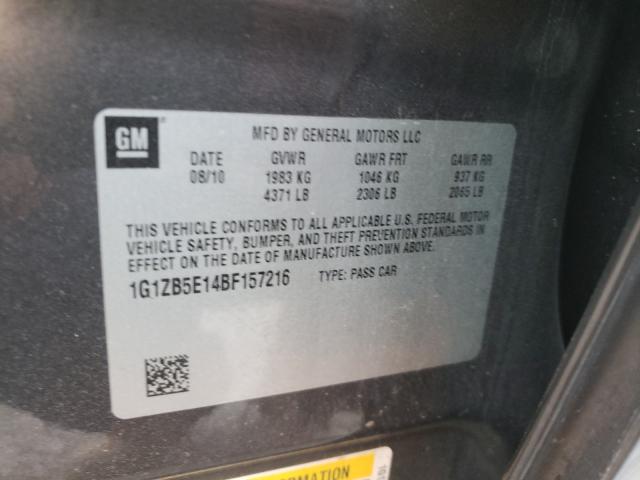 GM
MFD BY GENERAL MOTORS LLC
DATE GVWR GAWR FRT GAWR RR
08/10 1983 KG 1046 KG 937 KG
4371 LB 2306 LB 2065 LB
THIS VEHICLE CONFORMS TO ALL APPLICABLE U.S. FEDERAL MOTOR
VEHICLE SAFETY, BUMPER, AND THEFT PREVENTION STANDARDS IN
EFFECT ON THE DATE OF MANUFACTURE SHOWN ABOVE.
1G1ZB5E14BF157216 TYPE: PASS CAR
INFORMATION